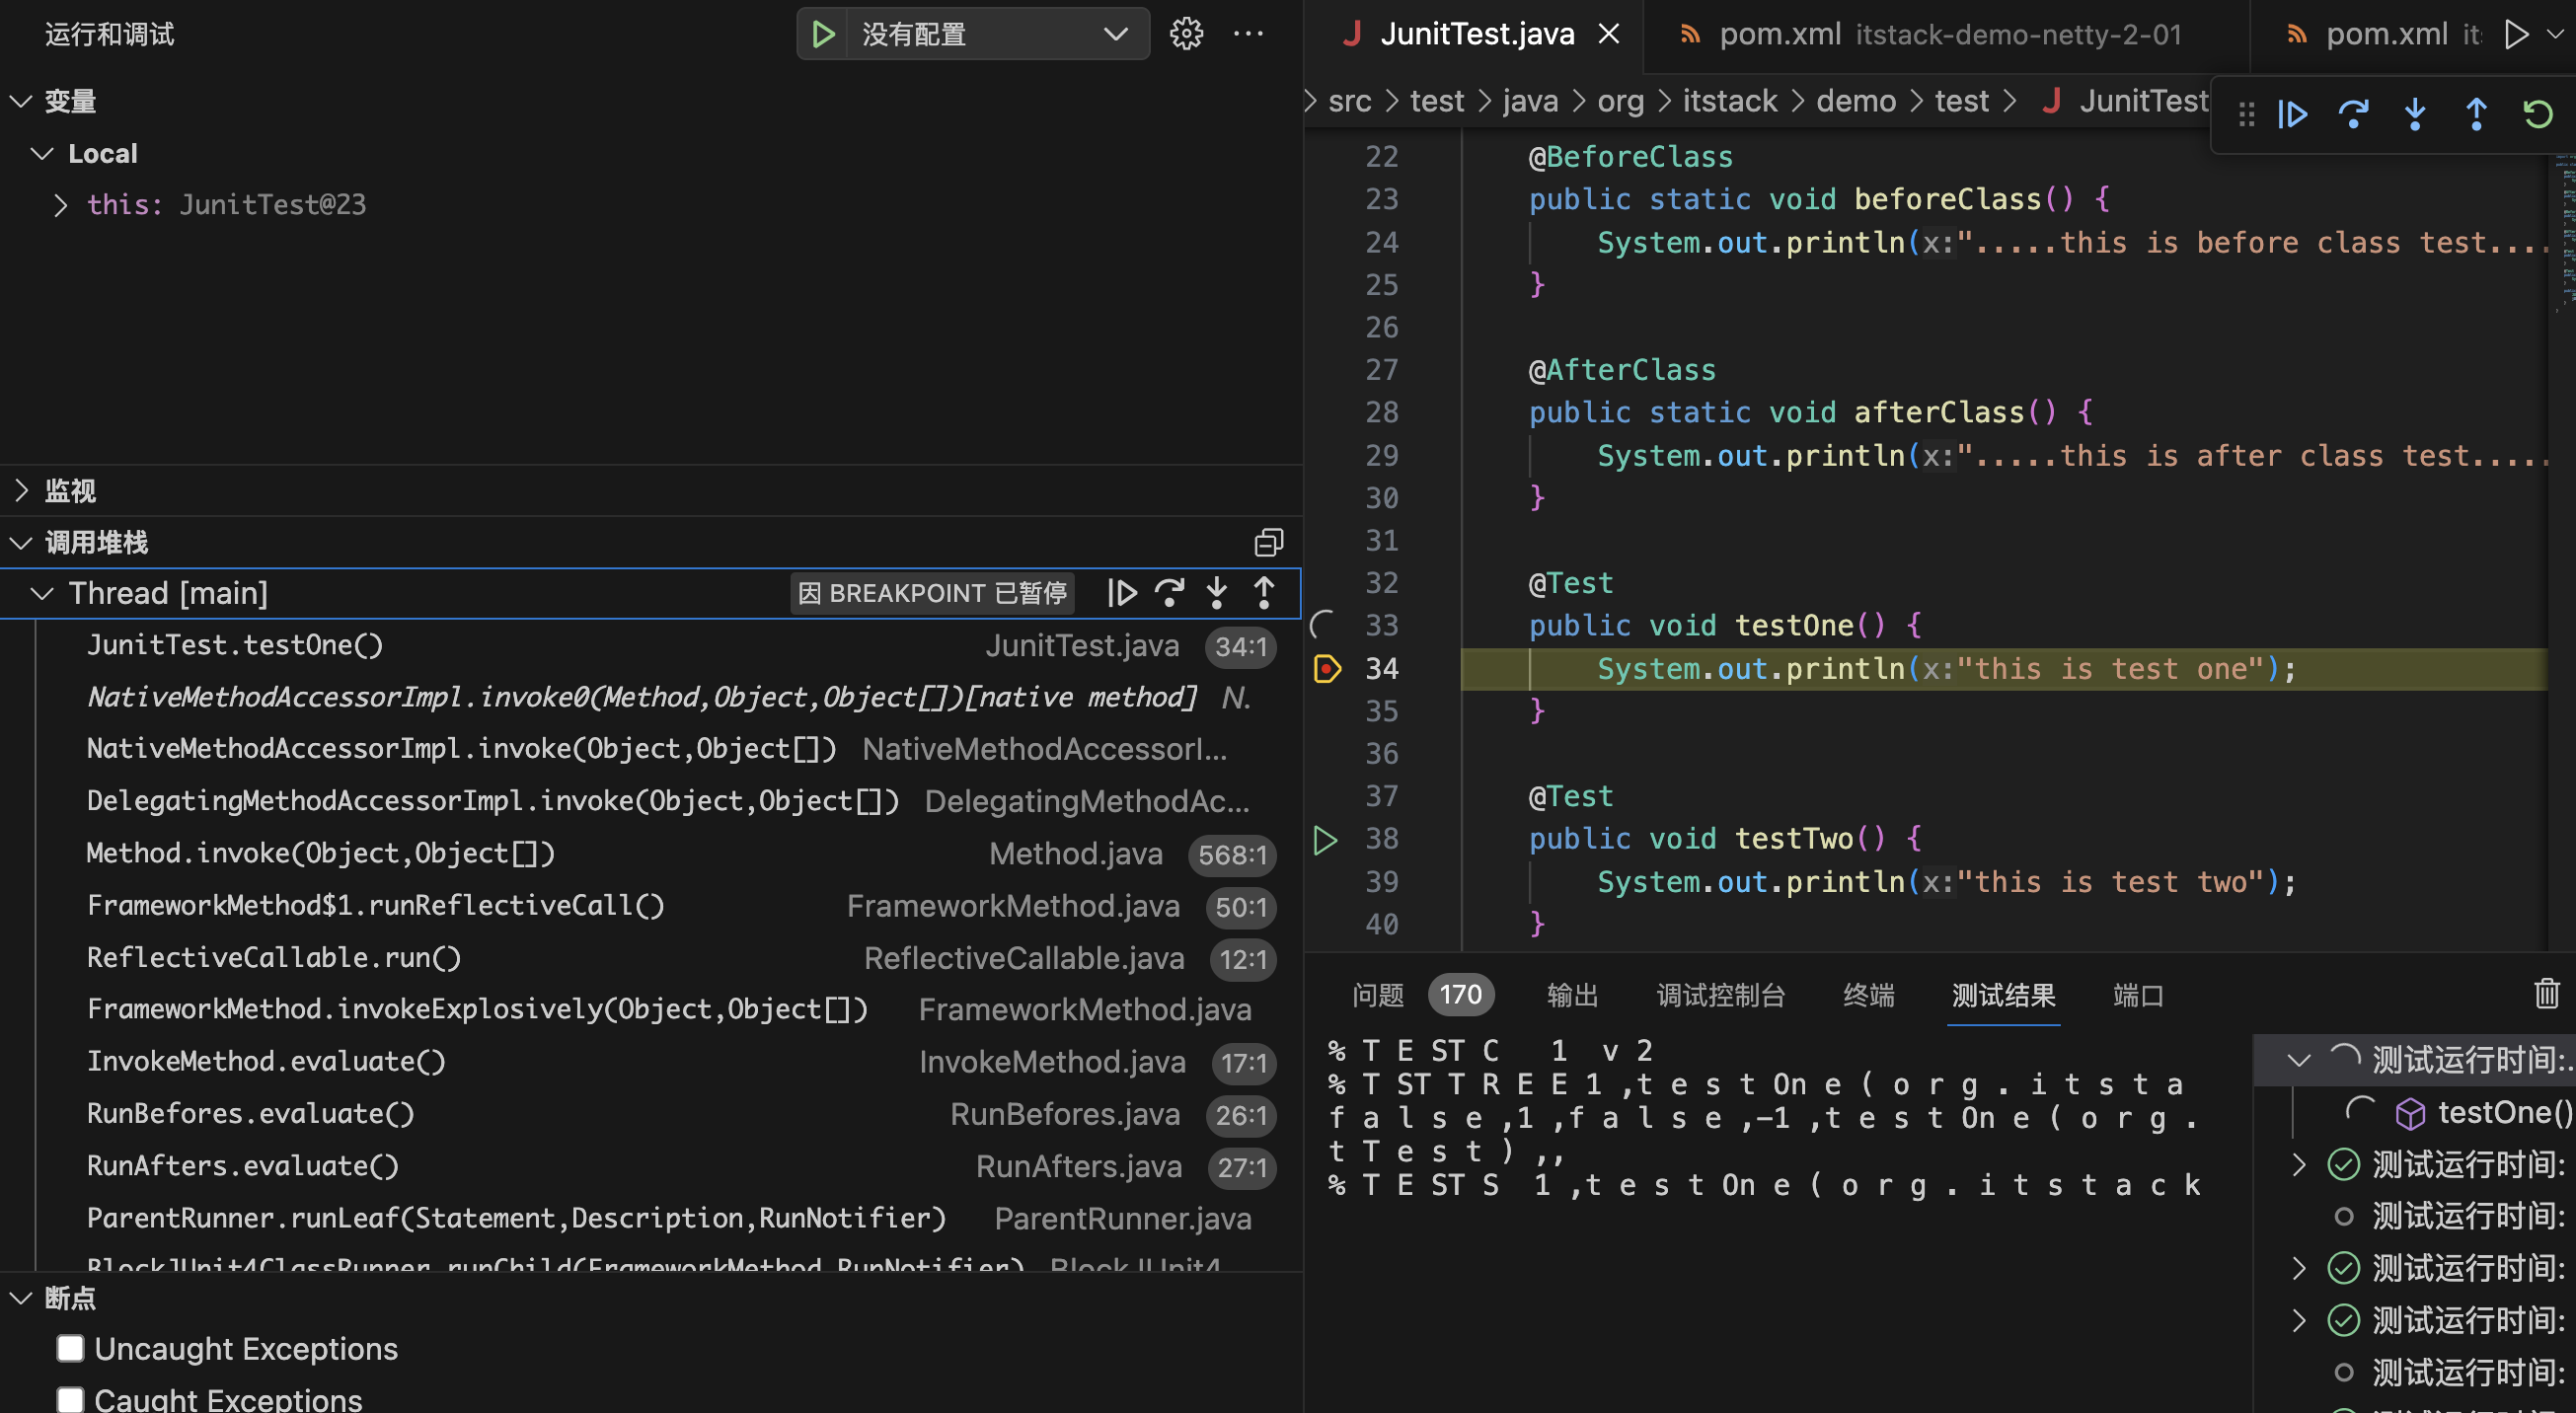 运行和调试
没有配置
变量
Local
this: JunitTest@23
监视
调用堆栈
Thread [main] 因 BREAKPOINT 已暂停
JunitTest.testOne() JunitTest.java 34:1
NativeMethodAccessorImpl.invoke0(Method,Object,Object[])[native method] N.
NativeMethodAccessorImpl.invoke(Object,Object[]) NativeMethodAccessorI...
DelegatingMethodAccessorImpl.invoke(Object,Object[]) DelegatingMethodAc...
Method.invoke(Object,Object[]) Method.java 568:1
FrameworkMethod$1.runReflectiveCall() FrameworkMethod.java 50:1
ReflectiveCallable.run() ReflectiveCallable.java 12:1
FrameworkMethod.invokeExplosively(Object,Object[]) FrameworkMethod.java
InvokeMethod.evaluate() InvokeMethod.java 17:1
RunBefores.evaluate() RunBefores.java 26:1
RunAfters.evaluate() RunAfters.java 27:1
ParentRunner.runLeaf(Statement,Description,RunNotifier) ParentRunner.java
BlockJUnit4ClassRunner.runChild(FrameworkMethod,RunNotifier) BlockJUnit4
断点
Uncaught Exceptions
Caught Exceptions
JunitTest.java pom.xml itstack-demo-netty-2-01 pom.xml it
src > test > java > org > itstack > demo > test > JunitTest
22 @BeforeClass
23 public static void beforeClass() {
24 System.out.println(x:".....this is before class test....
25 }
26
27 @AfterClass
28 public static void afterClass() {
29 System.out.println(x:".....this is after class test.....
30 }
31
32 @Test
33 public void testOne() {
34 System.out.println(x:"this is test one");
35 }
36
37 @Test
38 public void testTwo() {
39 System.out.println(x:"this is test two");
40 }
问题 170 输出 调试控制台 终端 测试结果 端口
% T E ST C 1 v 2
% T ST T R E E 1 ,t e s t On e ( o r g . i t s t a
f a l s e ,1 ,f a l s e ,−1 ,t e s t On e ( o r g .
t T e s t ) ,,
% T E ST S 1 ,t e s t On e ( o r g . i t s t a c k
测试运行时间:..
testOne()
测试运行时间:
测试运行时间:
测试运行时间:
测试运行时间:
测试运行时间: